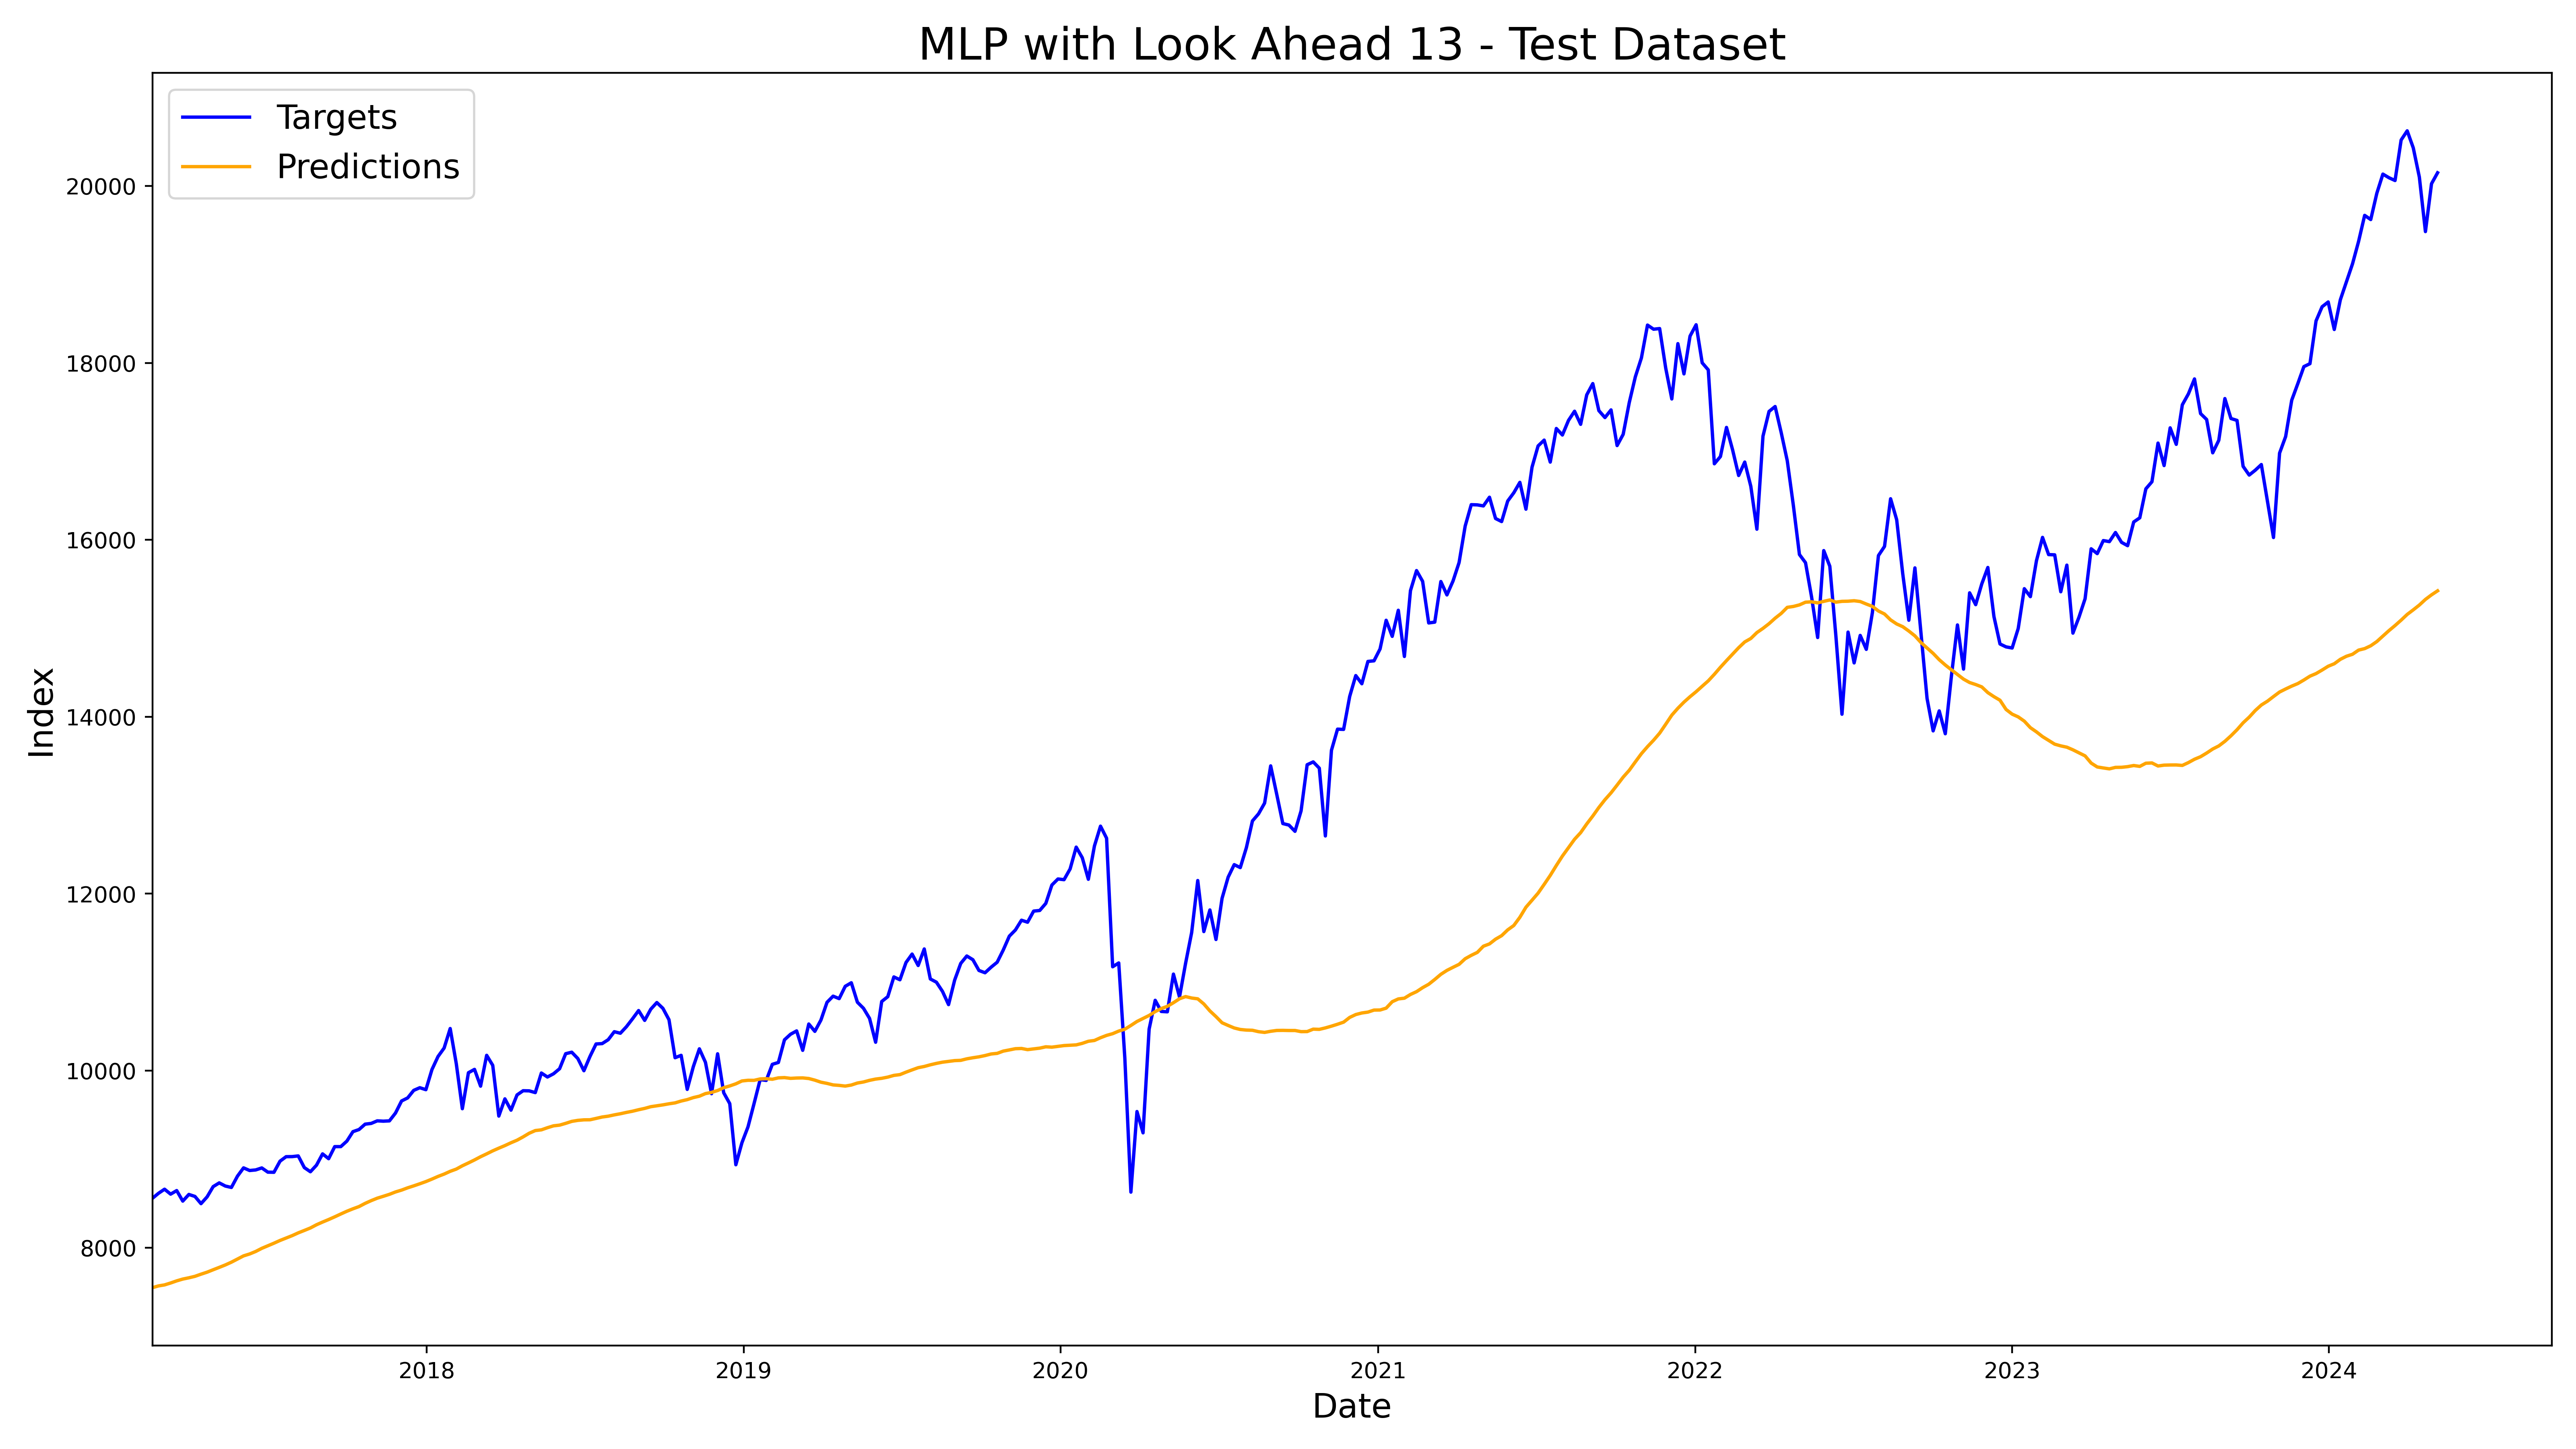 MLP with Look Ahead 13 - Test Dataset
Targets
Predictions
Index
20000
18000
16000
14000
12000
10000
8000
2018 2019 2020 2021 2022 2023 2024
Date